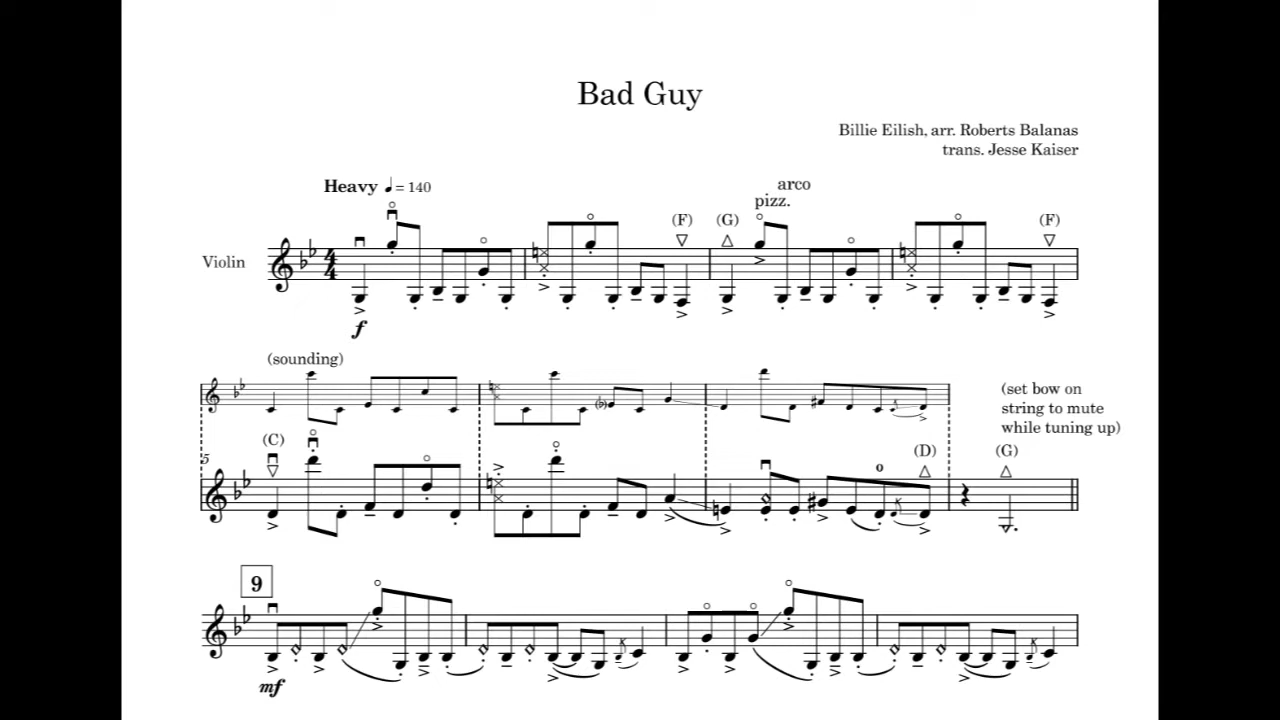 Bad Guy
Billie Eilish, arr. Roberts Balanas
trans. Jesse Kaiser
Heavy ♩ = 140
arco
pizz.
(F) (G) (F)
Violin
f
(sounding)
(set bow on
string to mute
while tuning up)
5
(C) (D) (G)
9
mf